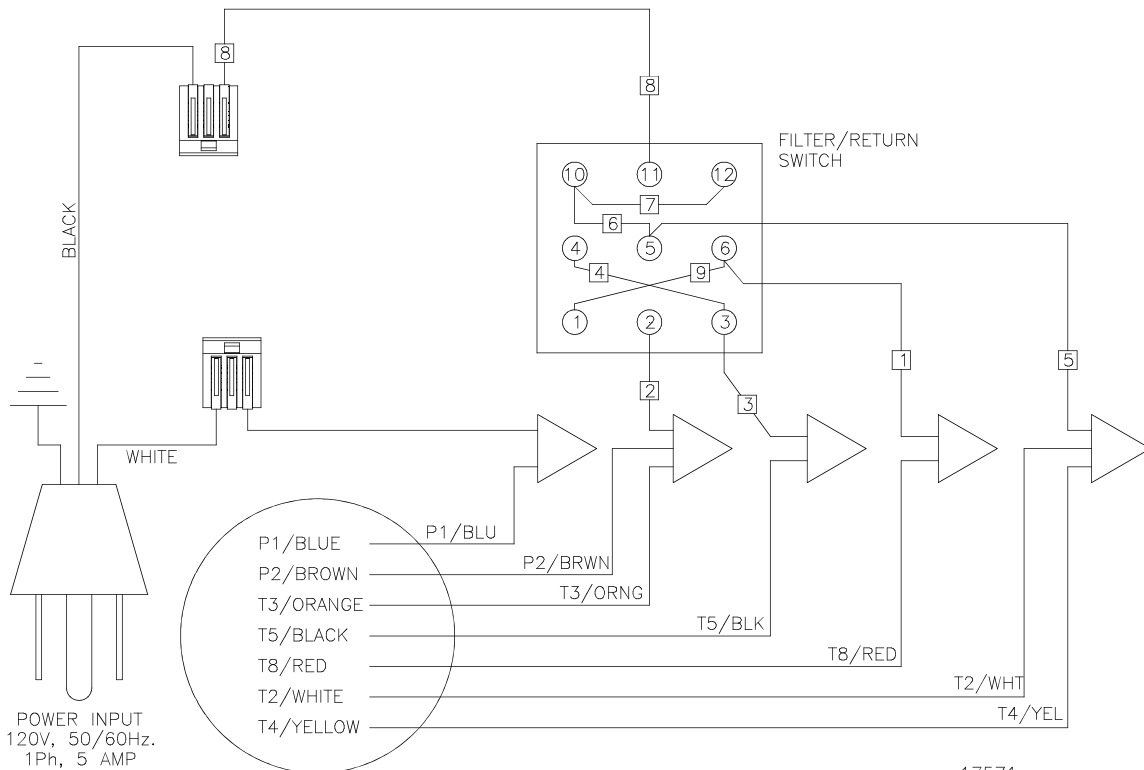 8
8
FILTER/RETURN
SWITCH
10
11
12
7
6
BLACK
4
5
6
4
9
1
2
3
1
5
2
3
WHITE
P1/BLUE
P1/BLU
P2/BROWN
P2/BRWN
T3/ORANGE
T3/ORNG
T5/BLACK
T5/BLK
T8/RED
T8/RED
T2/WHITE
T2/WHT
T4/YELLOW
T4/YEL
POWER INPUT
120V, 50/60Hz.
1Ph, 5 AMP